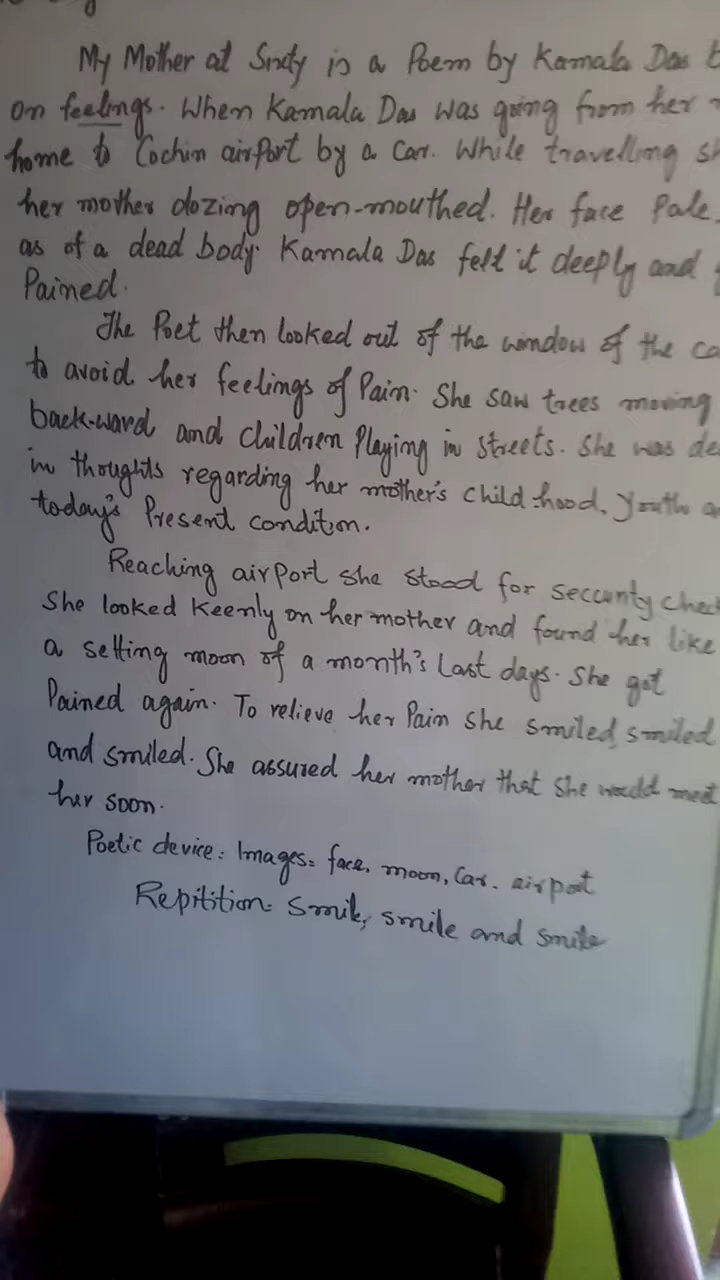 My Mother at Sixty is a Poem by Kamala Das
on feelings. When Kamala Das was going from her
home to Cochin airport by a Car. While travelling
her mother dozing open-mouthed. Her face Pale,
as of a dead body. Kamala Das felt it deeply and
Pained.
The Poet then looked out of the window of the
to avoid her feelings of Pain. She saw trees moving
back-ward and children Playing in streets. She was
in thoughts regarding her mother's child-hood, youth
today's Present condition.
Reaching airport she stood for security
She looked keenly on her mother and found her like
a setting moon of a month's last days. She got
Pained again. To relieve her Pain she smiled, smiled
and smiled. She assured her mother that she would meet
her soon.
Poetic device: Images= face, moon, Car. airport
Repitition= Smile, smile and smile